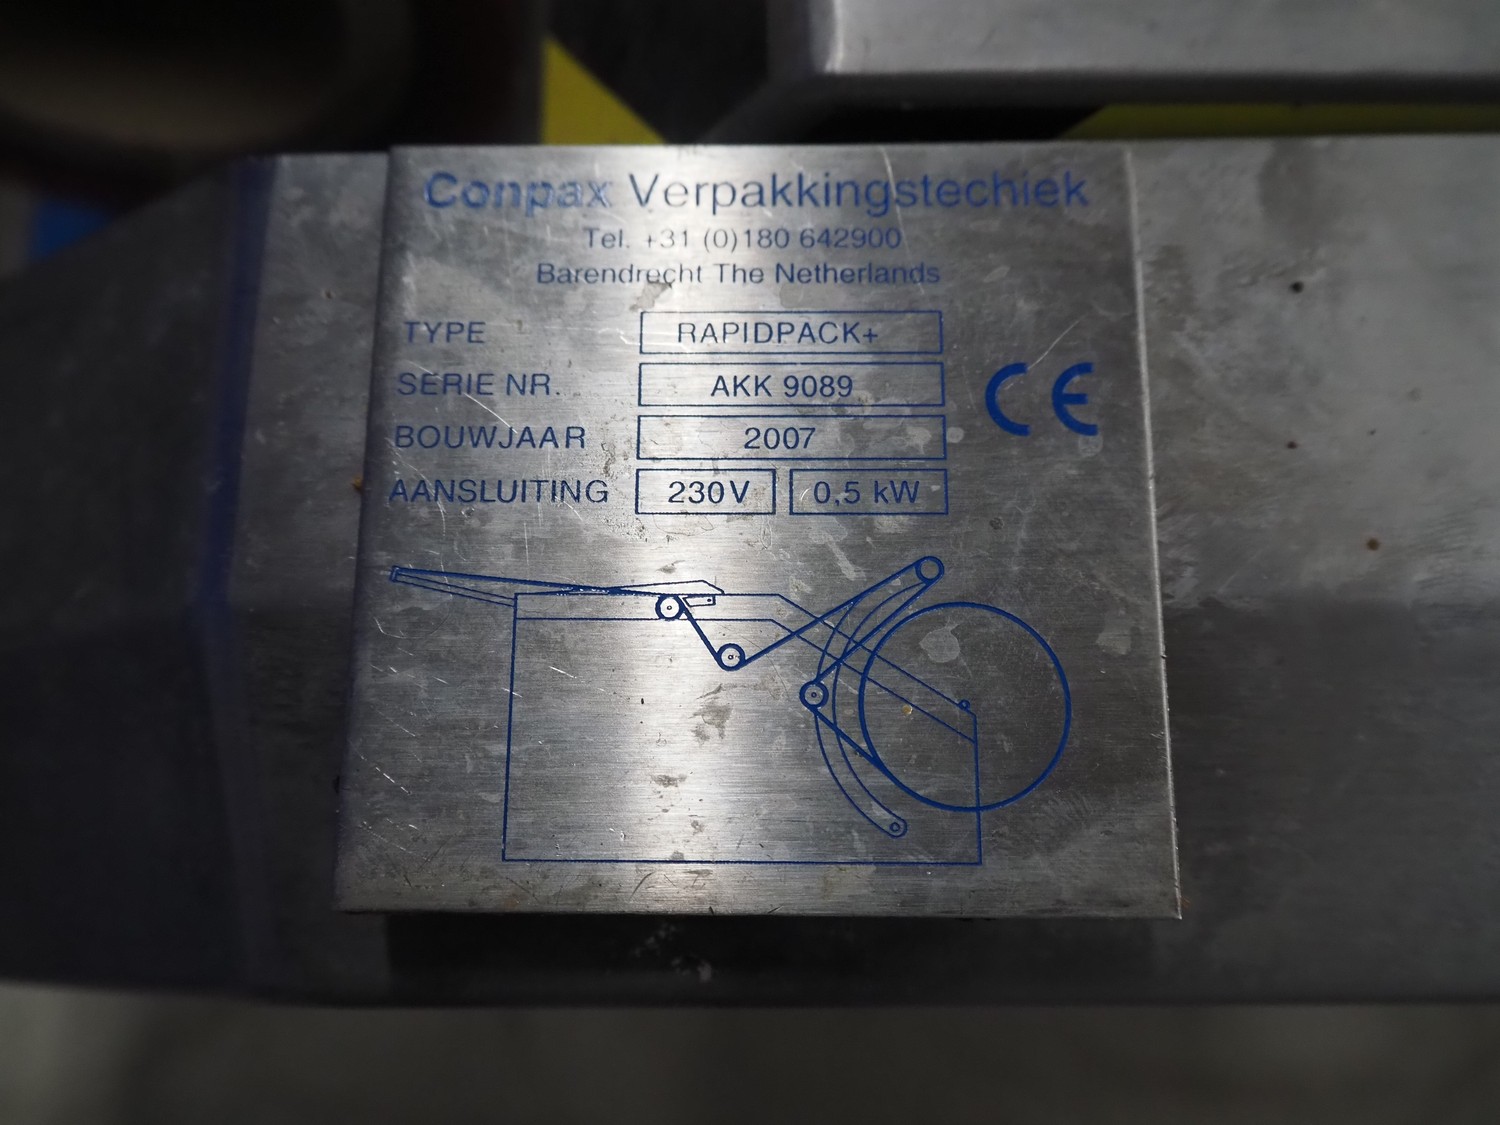 Conpax Verpakkingstechiek
Tel. +31 (0)180 642900
Barendrecht The Netherlands
TYPE RAPIDPACK+
SERIE NR. AKK 9089
BOUWJAAR 2007
AANSLUITING 230V 0,5 kW
CE